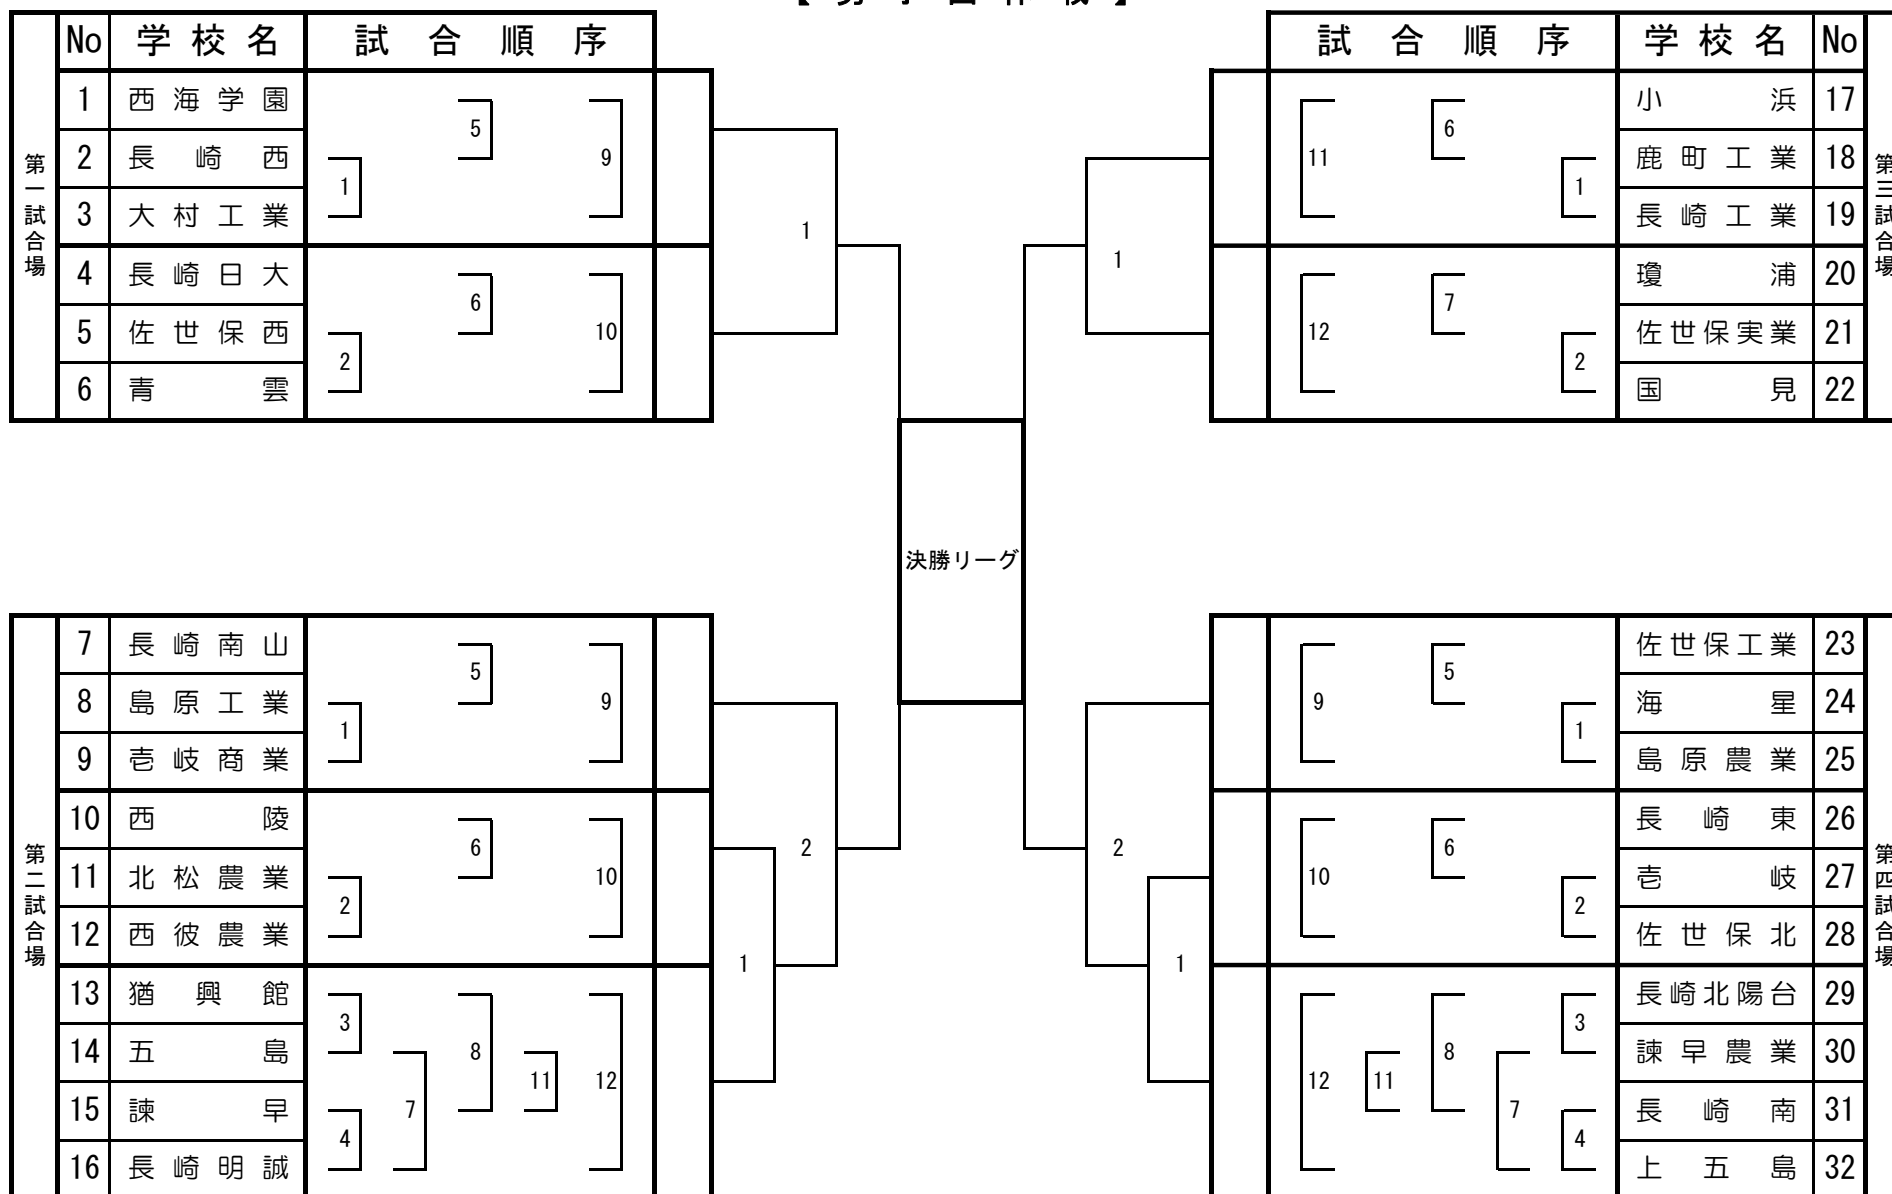 【 男子団体戦 】
No 学校名 試合順序
第一試合場
1 西海学園
2 長崎西
3 大村工業
4 長崎日大
5 佐世保西
6 青雲
1
5
9
2
6
10
1
試合順序 学校名 No
第三試合場
小浜 17
鹿町工業 18
長崎工業 19
瓊浦 20
佐世保実業 21
国見 22
11
6
1
12
7
2
1
決勝リーグ
第二試合場
7 長崎南山
8 島原工業
9 壱岐商業
10 西陵
11 北松農業
12 西彼農業
13 猶興館
14 五島
15 諫早
16 長崎明誠
1
5
9
2
6
10
3
4
7
8
11
12
1
2
第四試合場
佐世保工業 23
海星 24
島原農業 25
長崎東 26
壱岐 27
佐世保北 28
長崎北陽台 29
諫早農業 30
長崎南 31
上五島 32
9
5
1
10
6
2
12
11
8
7
3
4
1
2